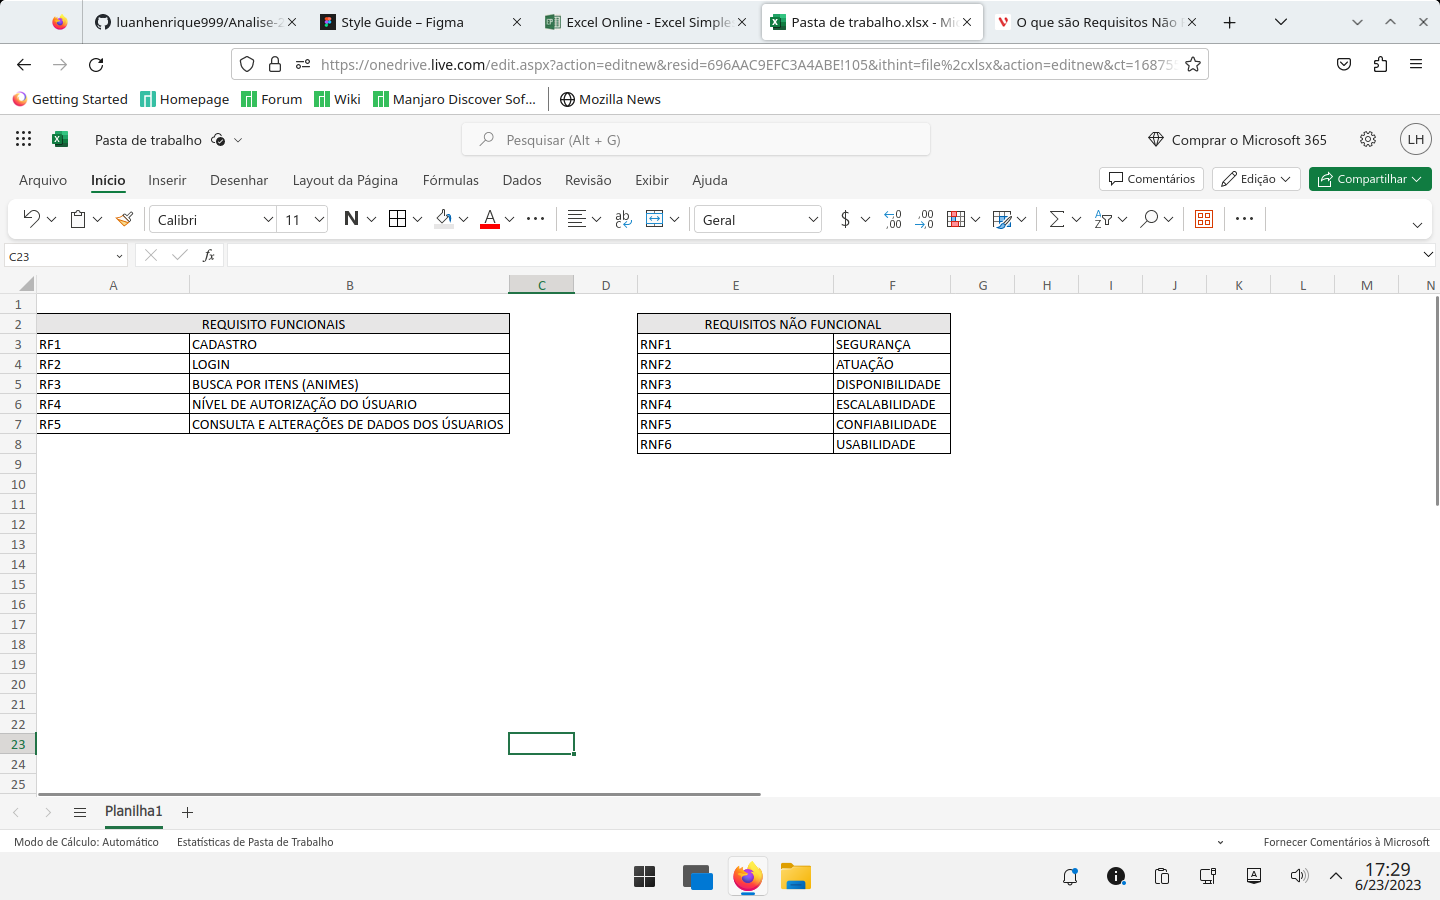 luanhenrique999/Analise-2
Style Guide – Figma
Excel Online - Excel Simple
Pasta de trabalho.xlsx - Mi
O que são Requisitos Não
https://onedrive.live.com/edit.aspx?action=editnew&resid=696AAC9EFC3A4ABE!105&ithint=file%2cxlsx&action=editnew&ct=16875
Getting Started
Homepage
Forum
Wiki
Manjaro Discover Sof...
Mozilla News
Pasta de trabalho
Pesquisar (Alt + G)
Comprar o Microsoft 365
LH
Arquivo
Início
Inserir
Desenhar
Layout da Página
Fórmulas
Dados
Revisão
Exibir
Ajuda
Comentários
Edição
Compartilhar
Calibri
11
N
A
ab
Geral
$
C23
fx
A B C D E F G H I J K L M N
1
2 REQUISITO FUNCIONAIS REQUISITOS NÃO FUNCIONAL
3 RF1 CADASTRO RNF1 SEGURANÇA
4 RF2 LOGIN RNF2 ATUAÇÃO
5 RF3 BUSCA POR ITENS (ANIMES) RNF3 DISPONIBILIDADE
6 RF4 NÍVEL DE AUTORIZAÇÃO DO ÚSUARIO RNF4 ESCALABILIDADE
7 RF5 CONSULTA E ALTERAÇÕES DE DADOS DOS ÚSUARIOS RNF5 CONFIABILIDADE
8 RNF6 USABILIDADE
9
10
11
12
13
14
15
16
17
18
19
20
21
22
23
24
25
Planilha1
Modo de Cálculo: Automático
Estatísticas de Pasta de Trabalho
Fornecer Comentários à Microsoft
17:29
6/23/2023